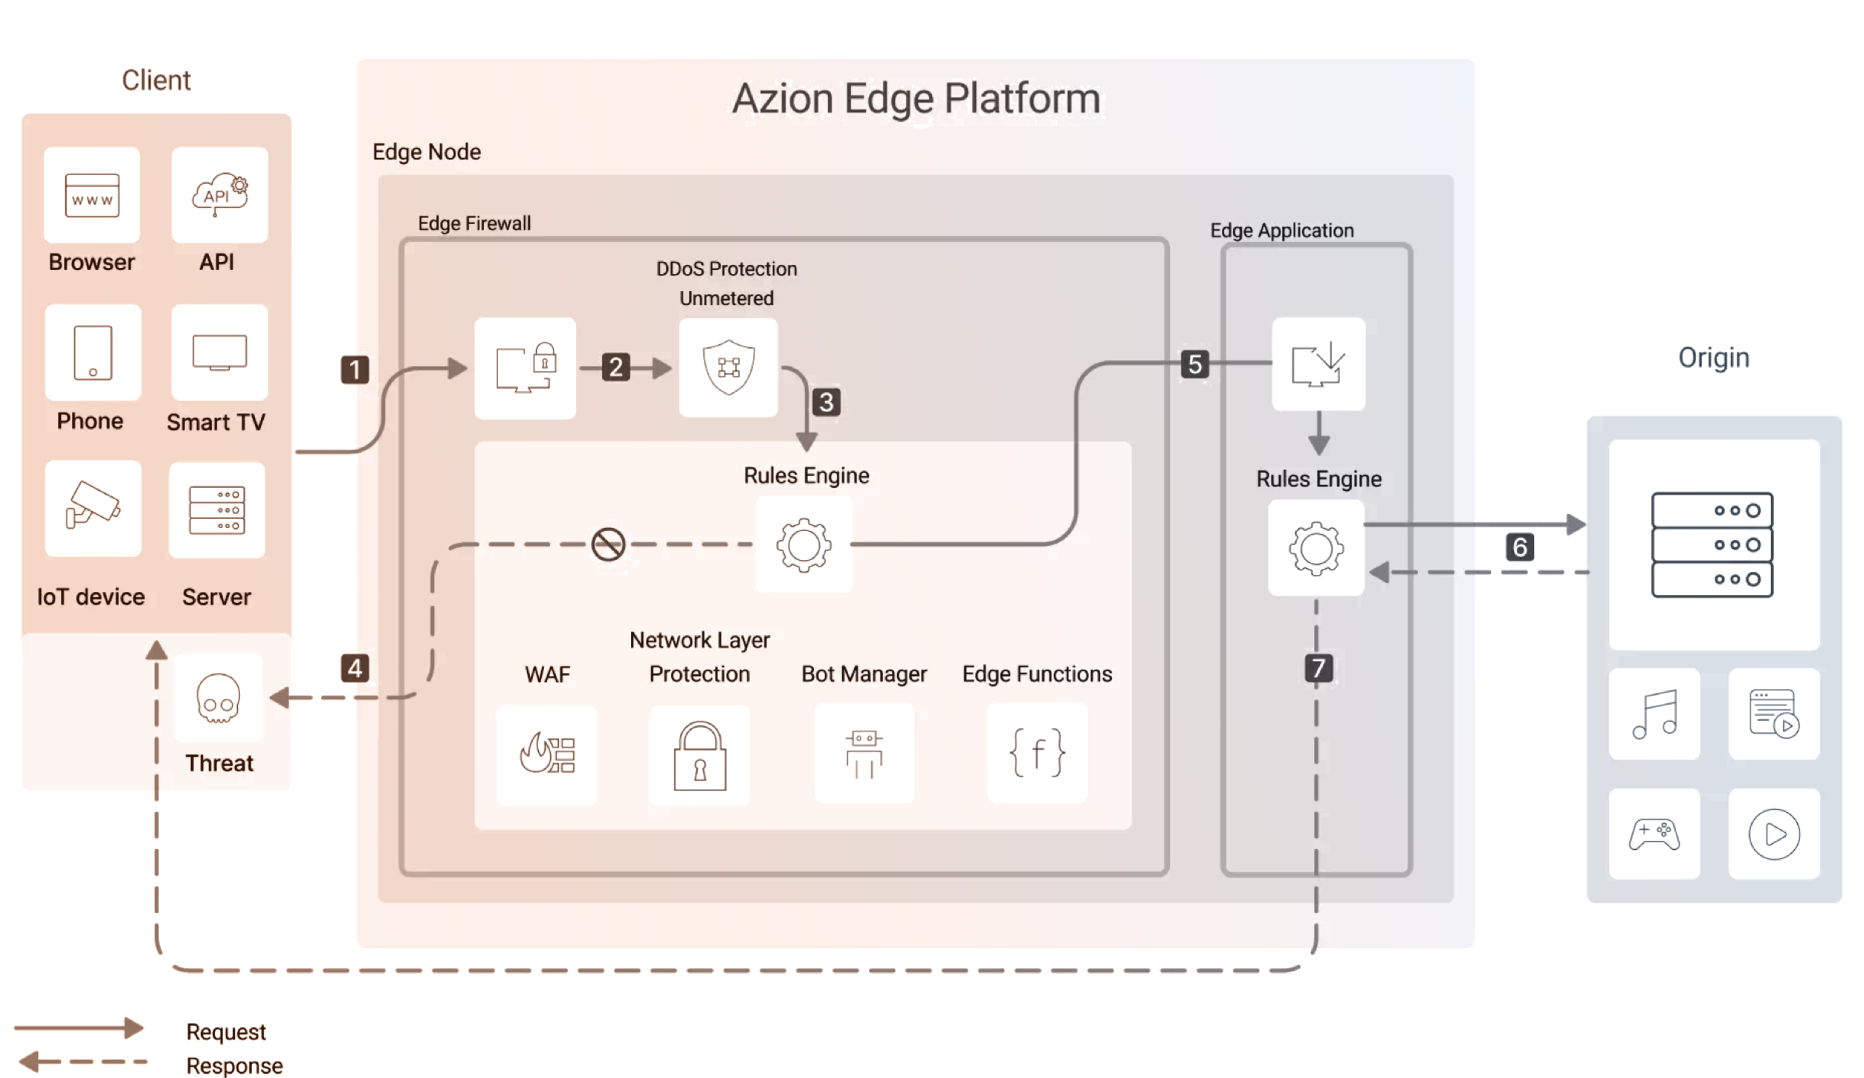 Client
Azion Edge Platform
Edge Node
www
API
Browser
API
Edge Firewall
Edge Application
DDoS Protection
Unmetered
Phone
Smart TV
1
2
3
5
Origin
Rules Engine
Rules Engine
6
IoT device
Server
4
7
WAF
Network Layer
Protection
Bot Manager
Edge Functions
{f}
Threat
Request
Response